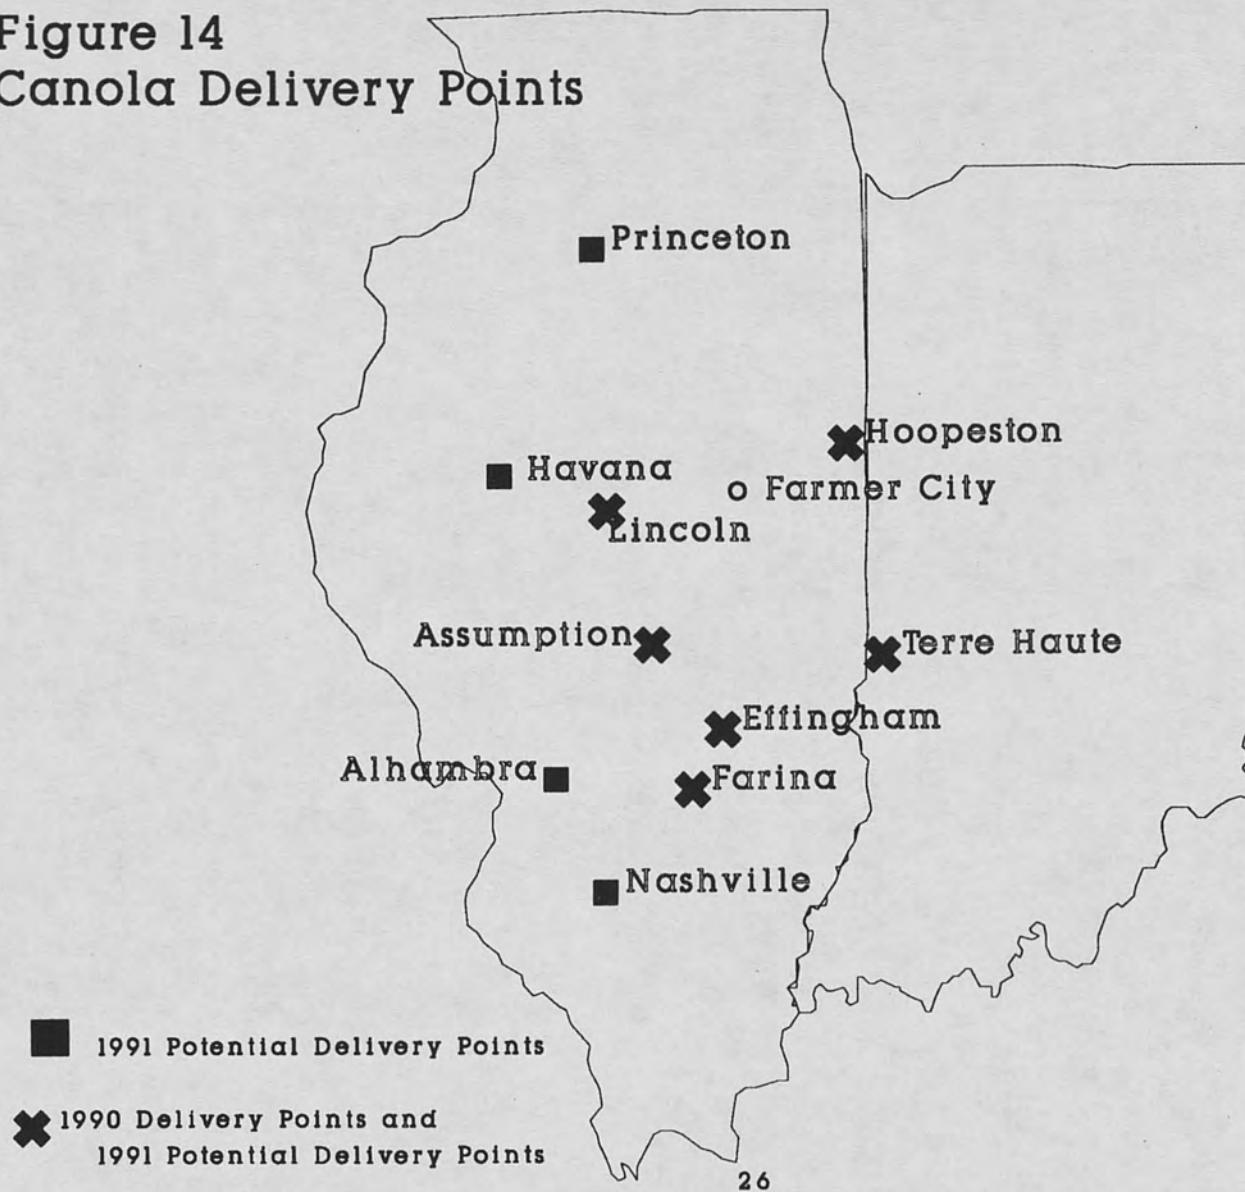 Figure 14
Canola Delivery Points
Princeton
Hoopeston
Havana
o Farmer City
Lincoln
Assumption
Terre Haute
Effingham
Alhambra
Farina
Nashville
1991 Potential Delivery Points
1990 Delivery Points and
1991 Potential Delivery Points
26